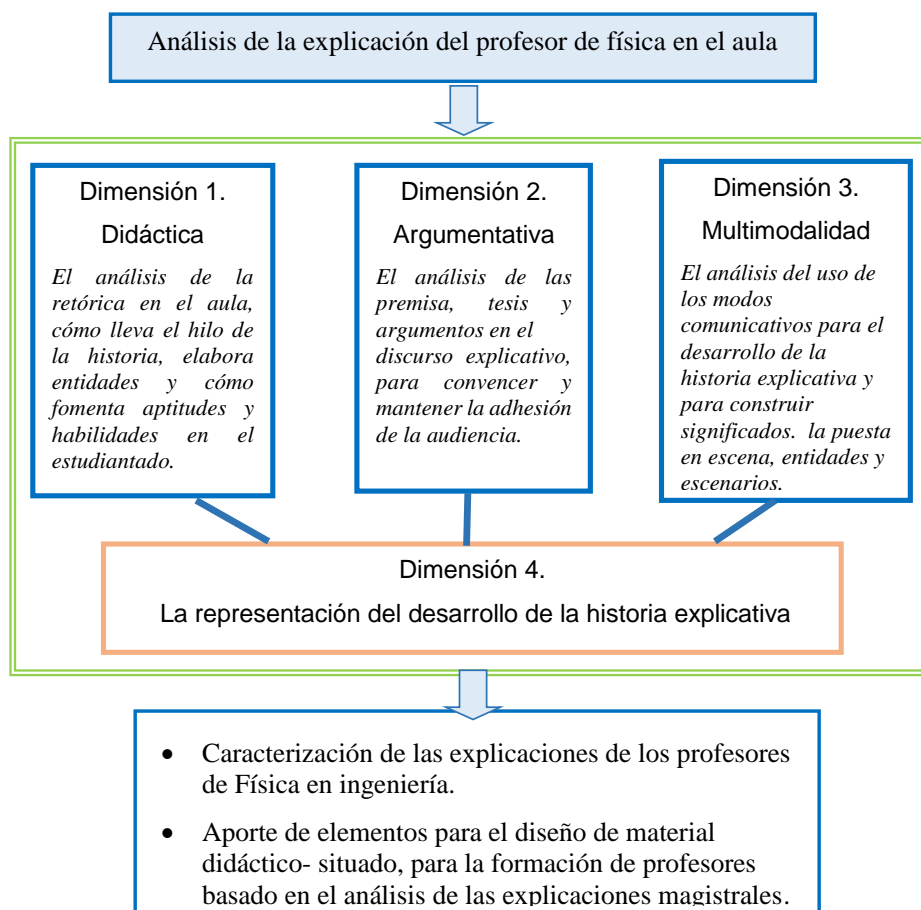 Análisis de la explicación del profesor de física en el aula
Dimensión 1.
Didáctica
El análisis de la
retórica en el aula,
cómo lleva el hilo de
la historia, elabora
entidades y cómo
fomenta aptitudes y
habilidades en el
estudiantado.
Dimensión 2.
Argumentativa
El análisis de las
premisa, tesis y
argumentos en el
discurso explicativo,
para convencer y
mantener la adhesión
de la audiencia.
Dimensión 3.
Multimodalidad
El análisis del uso de
los modos
comunicativos para el
desarrollo de la
historia explicativa y
para construir
significados. la puesta
en escena, entidades y
escenarios.
Dimensión 4.
La representación del desarrollo de la historia explicativa
• Caracterización de las explicaciones de los profesores
de Física en ingeniería.
• Aporte de elementos para el diseño de material
didáctico- situado, para la formación de profesores
basado en el análisis de las explicaciones magistrales.